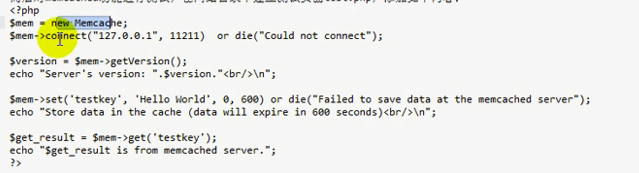 <?php
$mem = new Memcache;
$mem->connect("127.0.0.1", 11211)  or die("Could not connect");
$version = $mem->getVersion();
echo "Server's version: ".$version."<br/>\n";
$mem->set('testkey', 'Hello World', 0, 600) or die("Failed to save data at the memcached server");
echo "Store data in the cache (data will expire in 600 seconds)<br/>\n";
$get_result = $mem->get('testkey');
echo "$get_result is from memcached server.";
?>